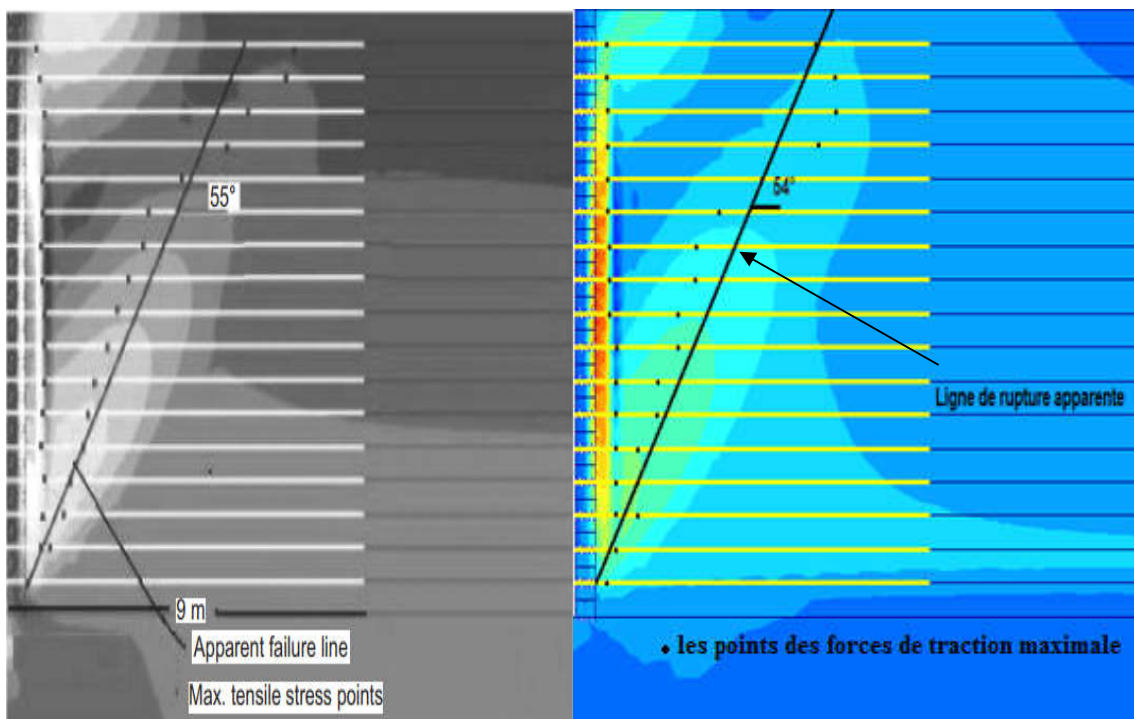 55°
9 m
Apparent failure line
Max. tensile stress points
54°
Ligne de rupture apparente
les points des forces de traction maximale